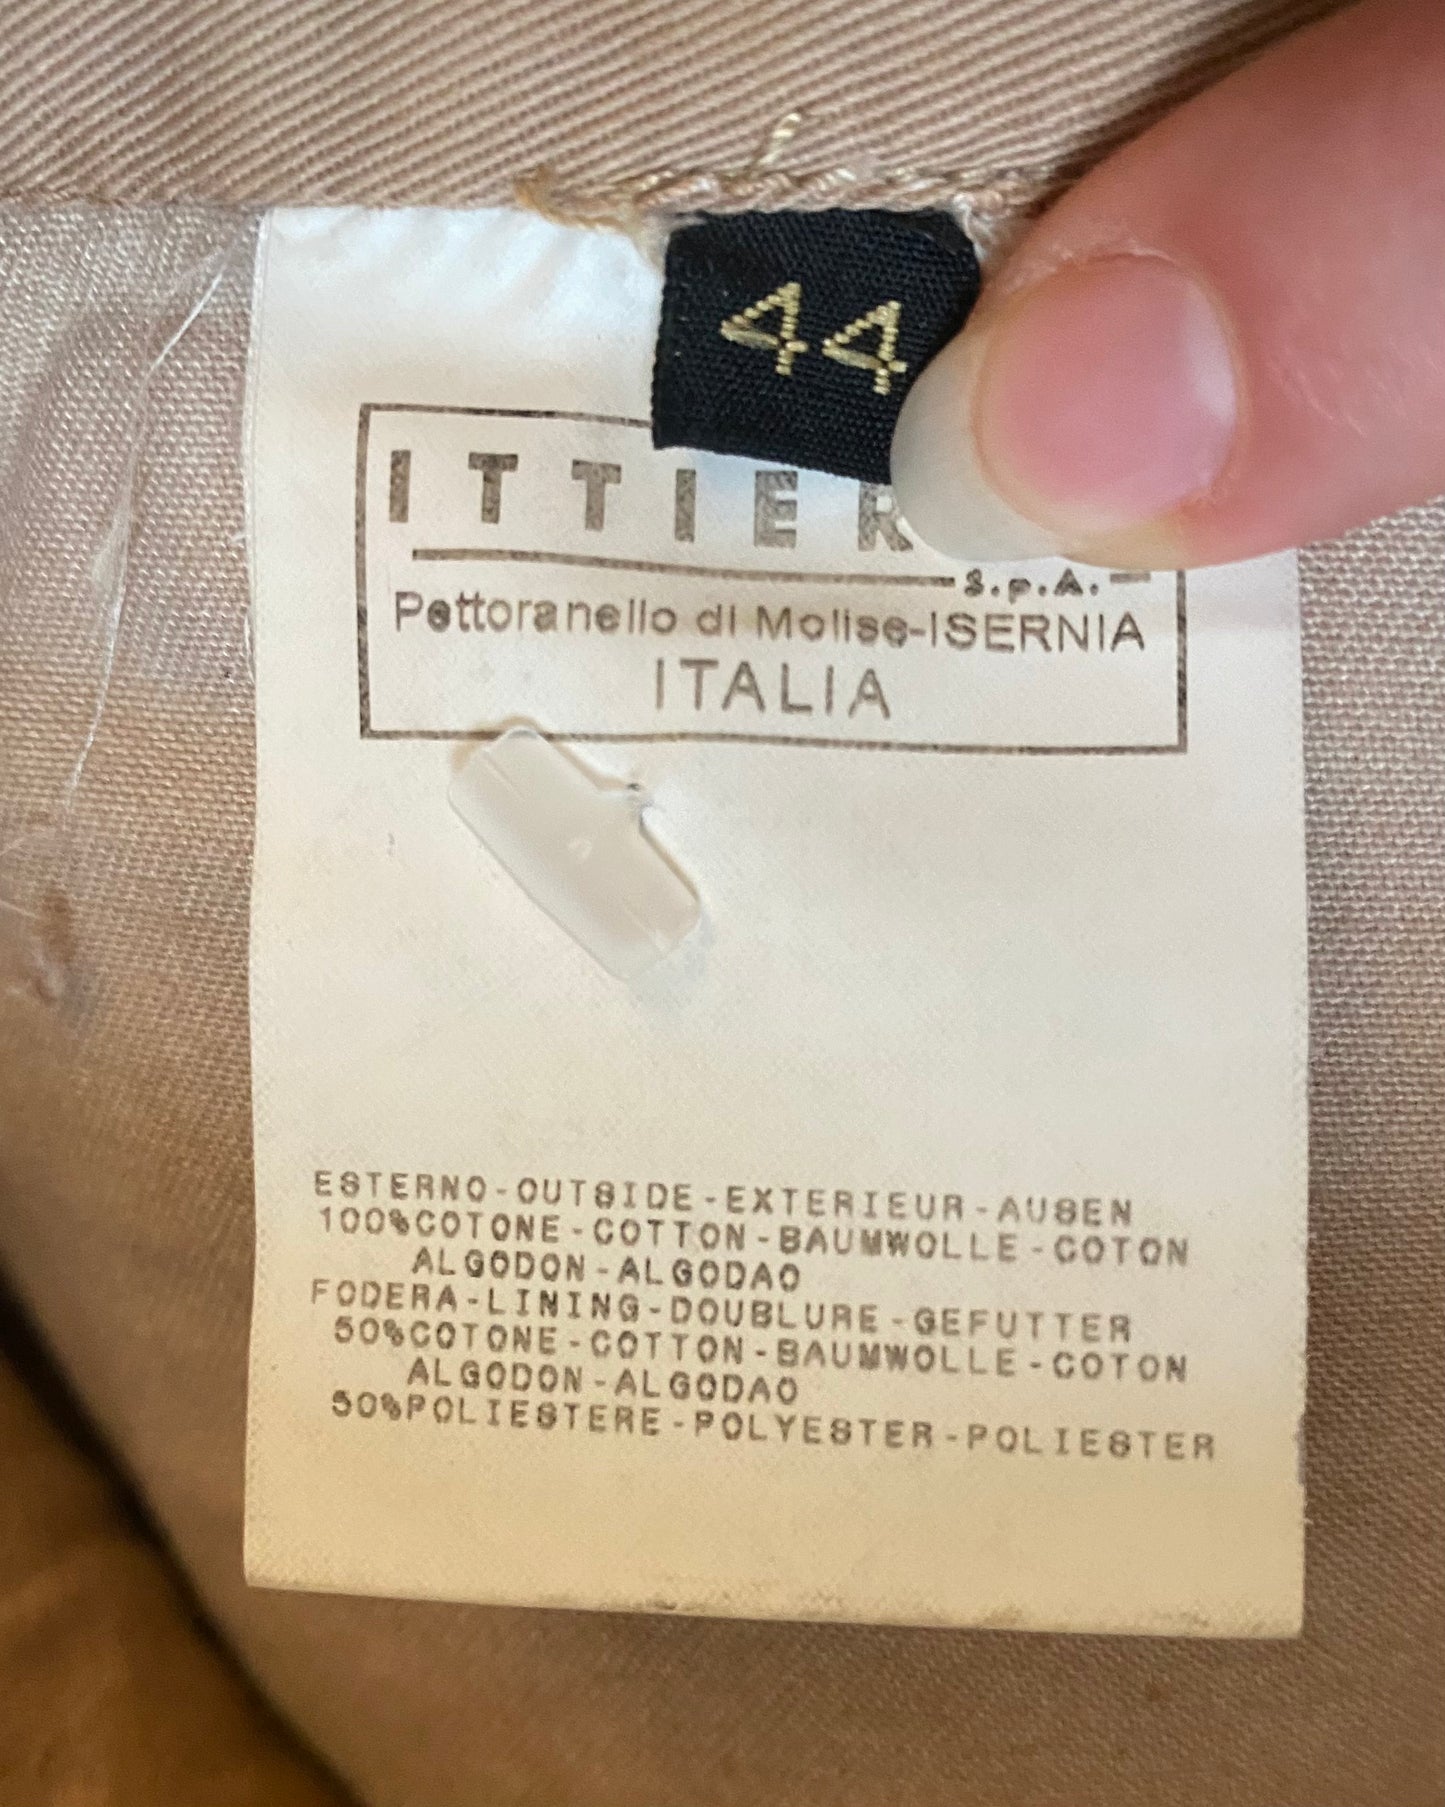 44
ITTIER
S.p.A.
Pettoranello di Molise-ISERNIA
ITALIA
ESTERNO-OUTSIDE-EXTERIEUR-AUSEN
100%COTONE-COTTON-BAUMWOLLE-COTON
ALGODON-ALGODAO
FODERA-LINING-DOUBLURE-GEFUTTER
50%COTONE-COTTON-BAUMWOLLE-COTON
ALGODON-ALGODAO
50%POLIESTERE-POLYESTER-POLIESTER